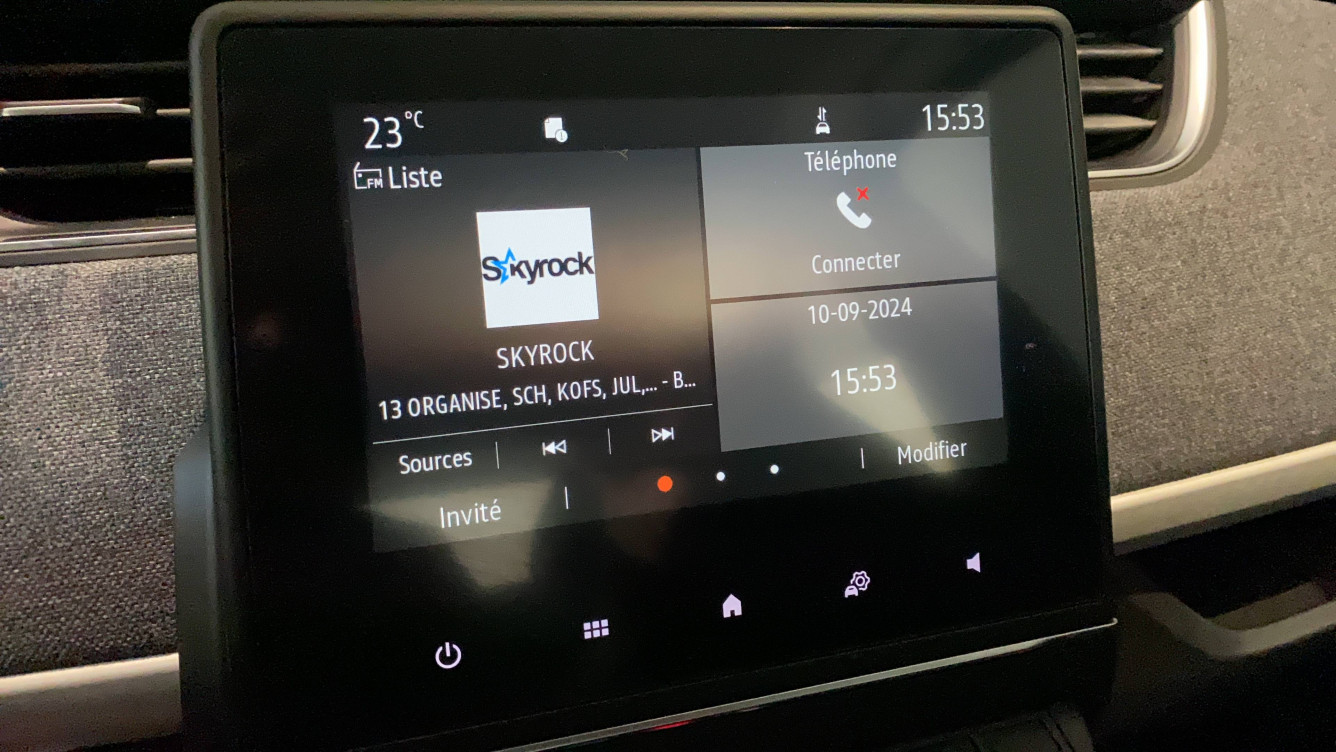 23°C
15:53
FM Liste
Skyrock
SKYROCK
13 ORGANISE, SCH, KOFS, JUL,... - B...
Sources
Invité
Téléphone
Connecter
10-09-2024
15:53
Modifier